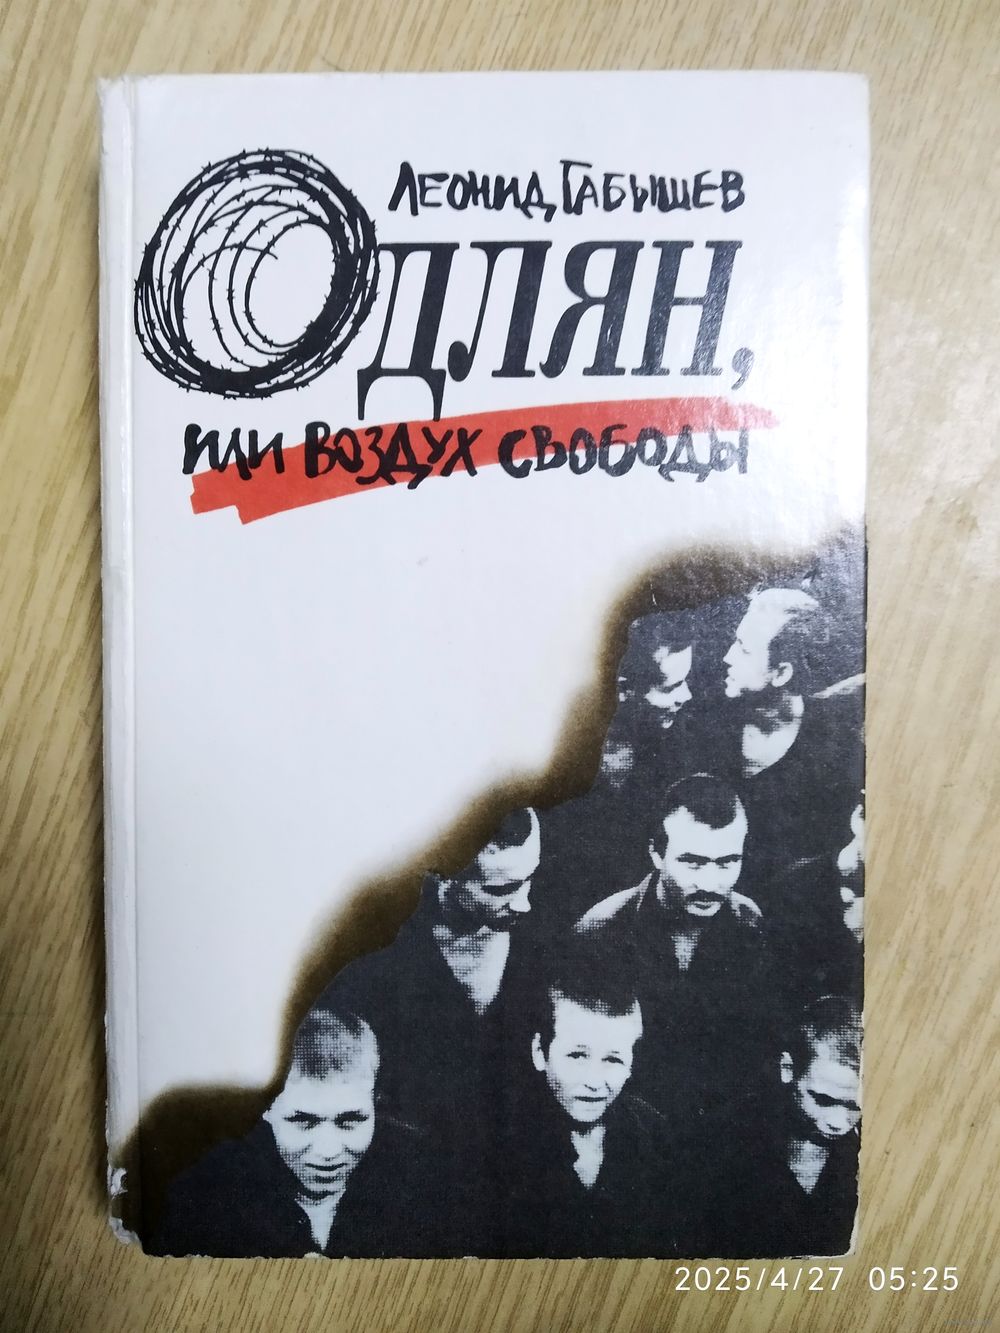 Леонид Габышев
Одлян,
или воздух свободы
2025/4/27 05:25